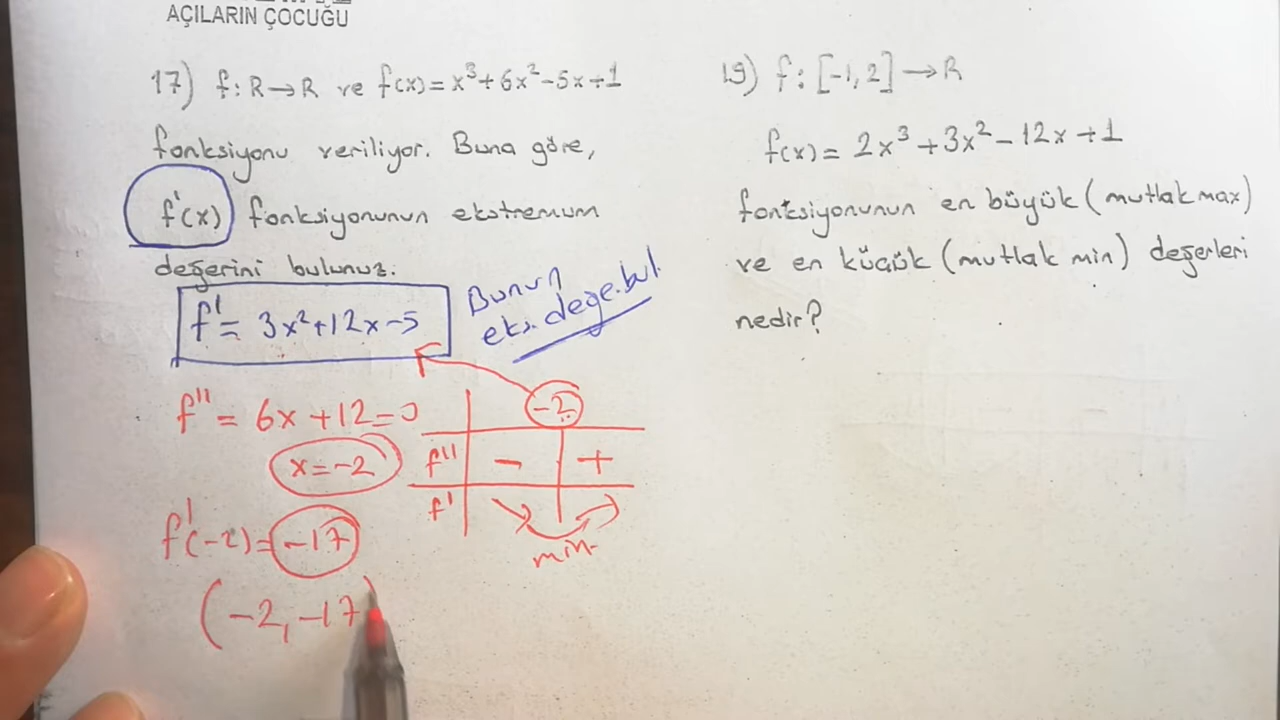 AÇILARIN ÇOCUĞU
17) f: R→R ve f(x)=x³+6x²-5x+1
fonksiyonu veriliyor. Buna göre,
f'(x) fonksiyonunun ekstremum
değerini bulunuz.
f'= 3x²+12x-5
Bunun
eks. değe. bul.
f''= 6x+12=0
x=-2
f'(-2)=-17
(-2,-17)
-2
f'' - +
f'
min
19) f: [-1,2]→R
f(x)= 2x³+3x²-12x+1
fonksiyonunun en büyük (mutlak max)
ve en küçük (mutlak min) değerleri
nedir?